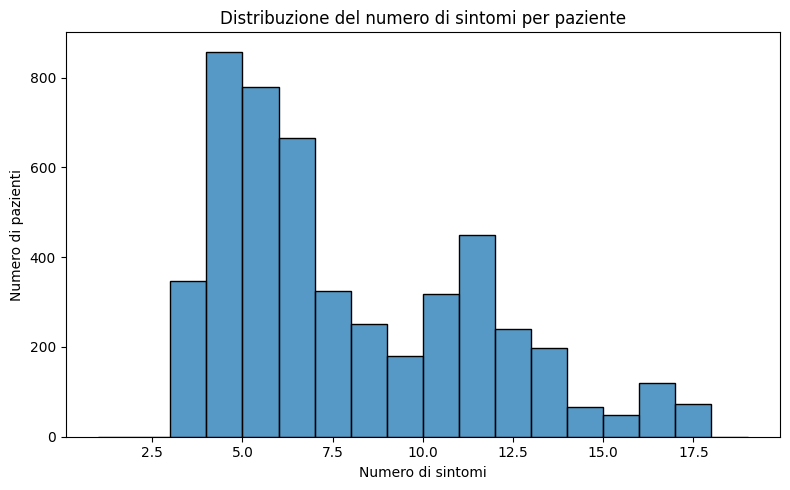 Distribuzione del numero di sintomi per paziente
Numero di pazienti
800
600
400
200
0
2.5 5.0 7.5 10.0 12.5 15.0 17.5
Numero di sintomi